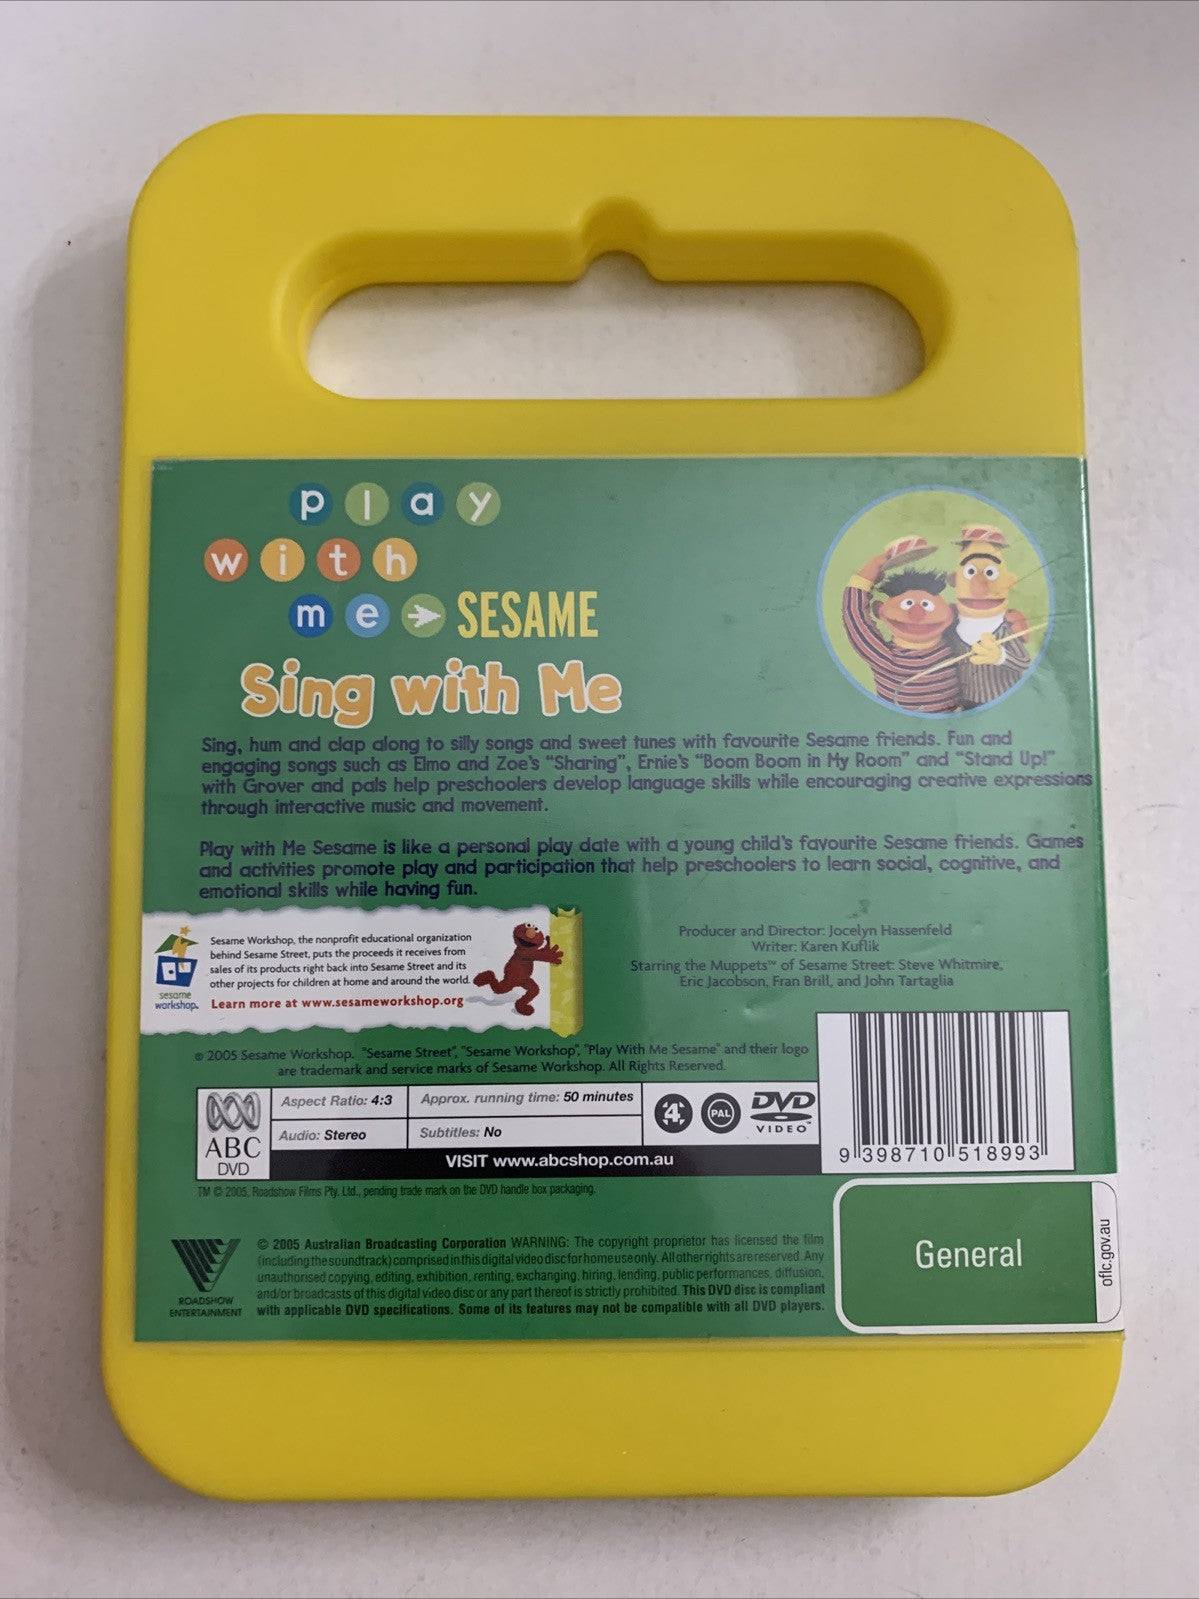 play
with
me SESAME
Sing with Me
Sing, hum and clap along to silly songs and sweet tunes with favourite Sesame friends. Fun and
engaging songs such as Elmo and Zoe's "Sharing", Ernie's "Boom Boom in My Room" and "Stand Up!"
with Grover and pals help preschoolers develop language skills while encouraging creative expressions
through interactive music and movement.
Play with Me Sesame is like a personal play date with a young child's favourite Sesame friends. Games
and activities promote play and participation that help preschoolers to learn social, cognitive, and
emotional skills while having fun.
sesame
workshop.
Sesame Workshop, the nonprofit educational organization
behind Sesame Street, puts the proceeds it receives from
sales of its products right back into Sesame Street and its
other projects for children at home and around the world.
Learn more at www.sesameworkshop.org
Producer and Director: Jocelyn Hassenfeld
Writer: Karen Kuflik
Starring the Muppets™ of Sesame Street: Steve Whitmire,
Eric Jacobson, Fran Brill, and John Tartaglia
© 2005 Sesame Workshop. "Sesame Street", "Sesame Workshop", "Play With Me Sesame" and their logo
are trademark and service marks of Sesame Workshop. All Rights Reserved.
ABC
DVD
Aspect Ratio: 4:3
Approx. running time: 50 minutes
Audio: Stereo
Subtitles: No
4
PAL
DVD
VIDEO™
VISIT www.abcshop.com.au
9 398710 518993
TM © 2005, Roadshow Films Pty. Ltd., pending trade mark on the DVD handle box packaging.
ROADSHOW
ENTERTAINMENT
© 2005 Australian Broadcasting Corporation WARNING: The copyright proprietor has licensed the film
(including the soundtrack) comprised in this digital video disc for home use only. All other rights are reserved. Any
unauthorised copying, editing, exhibition, renting, exchanging, hiring, lending, public performances, diffusion,
and/or broadcasts of this digital video disc or any part thereof is strictly prohibited. This DVD disc is compliant
with applicable DVD specifications. Some of its features may not be compatible with all DVD players.
General
oflc.gov.au